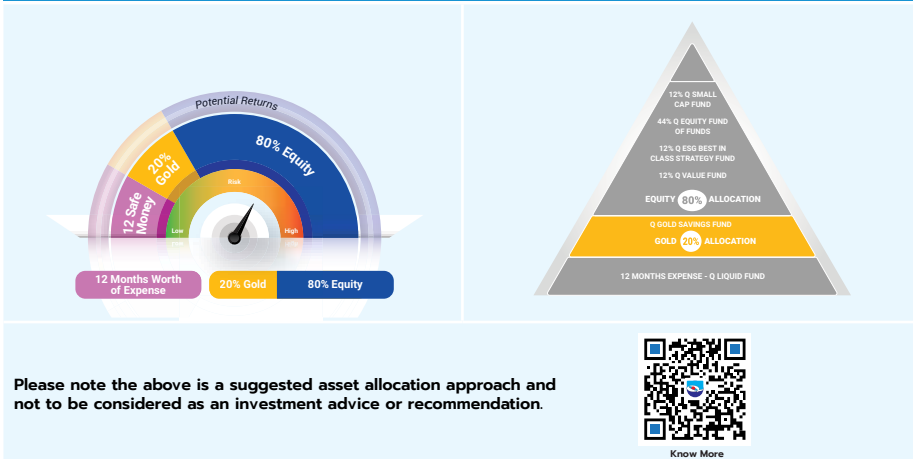 Potential Returns
80% Equity
20%
Gold
12 Safe
Money
Risk
Low
High
12 Months Worth
of Expense
20% Gold
80% Equity
12% Q SMALL
CAP FUND
44% Q EQUITY FUND
OF FUNDS
12% Q ESG BEST IN
CLASS STRATEGY FUND
12% Q VALUE FUND
EQUITY 80% ALLOCATION
Q GOLD SAVINGS FUND
GOLD 20% ALLOCATION
12 MONTHS EXPENSE - Q LIQUID FUND
Please note the above is a suggested asset allocation approach and
not to be considered as an investment advice or recommendation.
Know More